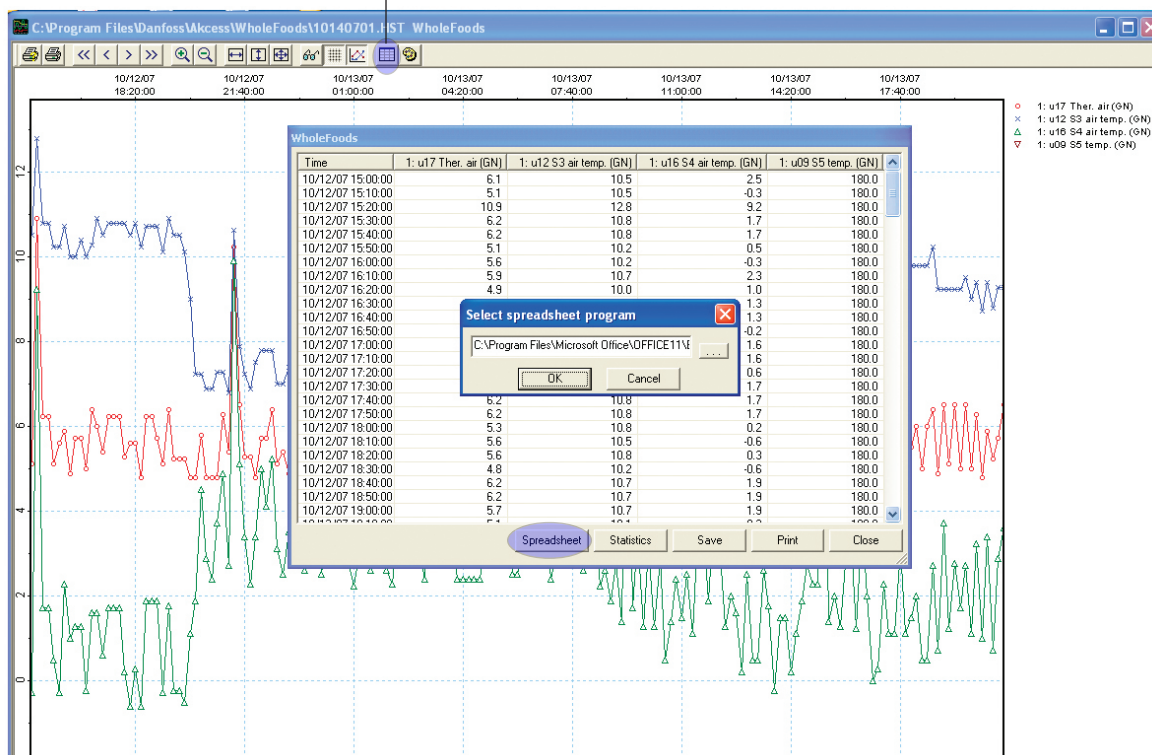 C:\Program Files\Danfoss\Akcess\WholeFoods\10140701.HST WholeFoods
10/12/07 10/12/07 10/13/07 10/13/07 10/13/07 10/13/07 10/13/07 10/13/07
18:20:00 21:40:00 01:00:00 04:20:00 07:40:00 11:00:00 14:20:00 17:40:00
1: u17 Ther. air (GN)
1: u12 S3 air temp. (GN)
1: u16 S4 air temp. (GN)
1: u09 S5 temp. (GN)
12
10
8
6
4
2
0
WholeFoods
Time 1: u17 Ther. air (GN) 1: u12 S3 air temp. (GN) 1: u16 S4 air temp. (GN) 1: u09 S5 temp. (GN)
10/12/07 15:00:00 6.1 10.5 2.5 180.0
10/12/07 15:10:00 5.1 10.5 -0.3 180.0
10/12/07 15:20:00 10.9 12.8 9.2 180.0
10/12/07 15:30:00 6.2 10.8 1.7 180.0
10/12/07 15:40:00 6.2 10.8 1.7 180.0
10/12/07 15:50:00 5.1 10.2 0.5 180.0
10/12/07 16:00:00 5.6 10.2 -0.3 180.0
10/12/07 16:10:00 5.9 10.7 2.3 180.0
10/12/07 16:20:00 4.9 10.0 1.0 180.0
10/12/07 16:30:00 1.3 180.0
10/12/07 16:40:00 1.3 180.0
10/12/07 16:50:00 -0.2 180.0
10/12/07 17:00:00 1.6 180.0
10/12/07 17:10:00 1.6 180.0
10/12/07 17:20:00 0.6 180.0
10/12/07 17:30:00 1.7 180.0
10/12/07 17:40:00 6.2 10.8 1.7 180.0
10/12/07 17:50:00 6.2 10.8 1.7 180.0
10/12/07 18:00:00 5.3 10.8 0.2 180.0
10/12/07 18:10:00 5.6 10.5 -0.6 180.0
10/12/07 18:20:00 5.6 10.8 0.3 180.0
10/12/07 18:30:00 4.8 10.2 -0.6 180.0
10/12/07 18:40:00 6.2 10.7 1.9 180.0
10/12/07 18:50:00 6.2 10.7 1.9 180.0
10/12/07 19:00:00 5.7 10.7 1.9 180.0
Select spreadsheet program
C:\Program Files\Microsoft Office\OFFICE11\E
...
OK Cancel
Spreadsheet Statistics Save Print Close